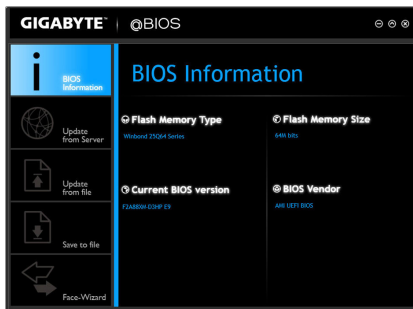 GIGABYTE™ @BIOS
BIOS Information
BIOS
Information
Update
from Server
Update
from file
Save to file
Face-Wizard
Flash Memory Type
Winbond 25Q64 Series
Flash Memory Size
64M bits
Current BIOS version
F2A88XM-D3HP E9
BIOS Vendor
AMI UEFI BIOS